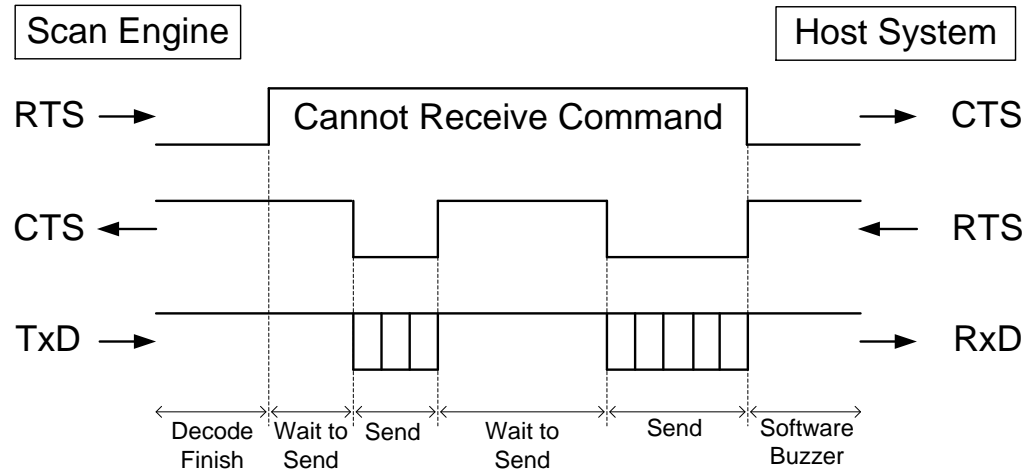 Scan Engine
Host System
RTS
Cannot Receive Command
CTS
CTS
RTS
TxD
RxD
Decode
Finish
Wait to
Send
Send
Wait to
Send
Send
Software
Buzzer